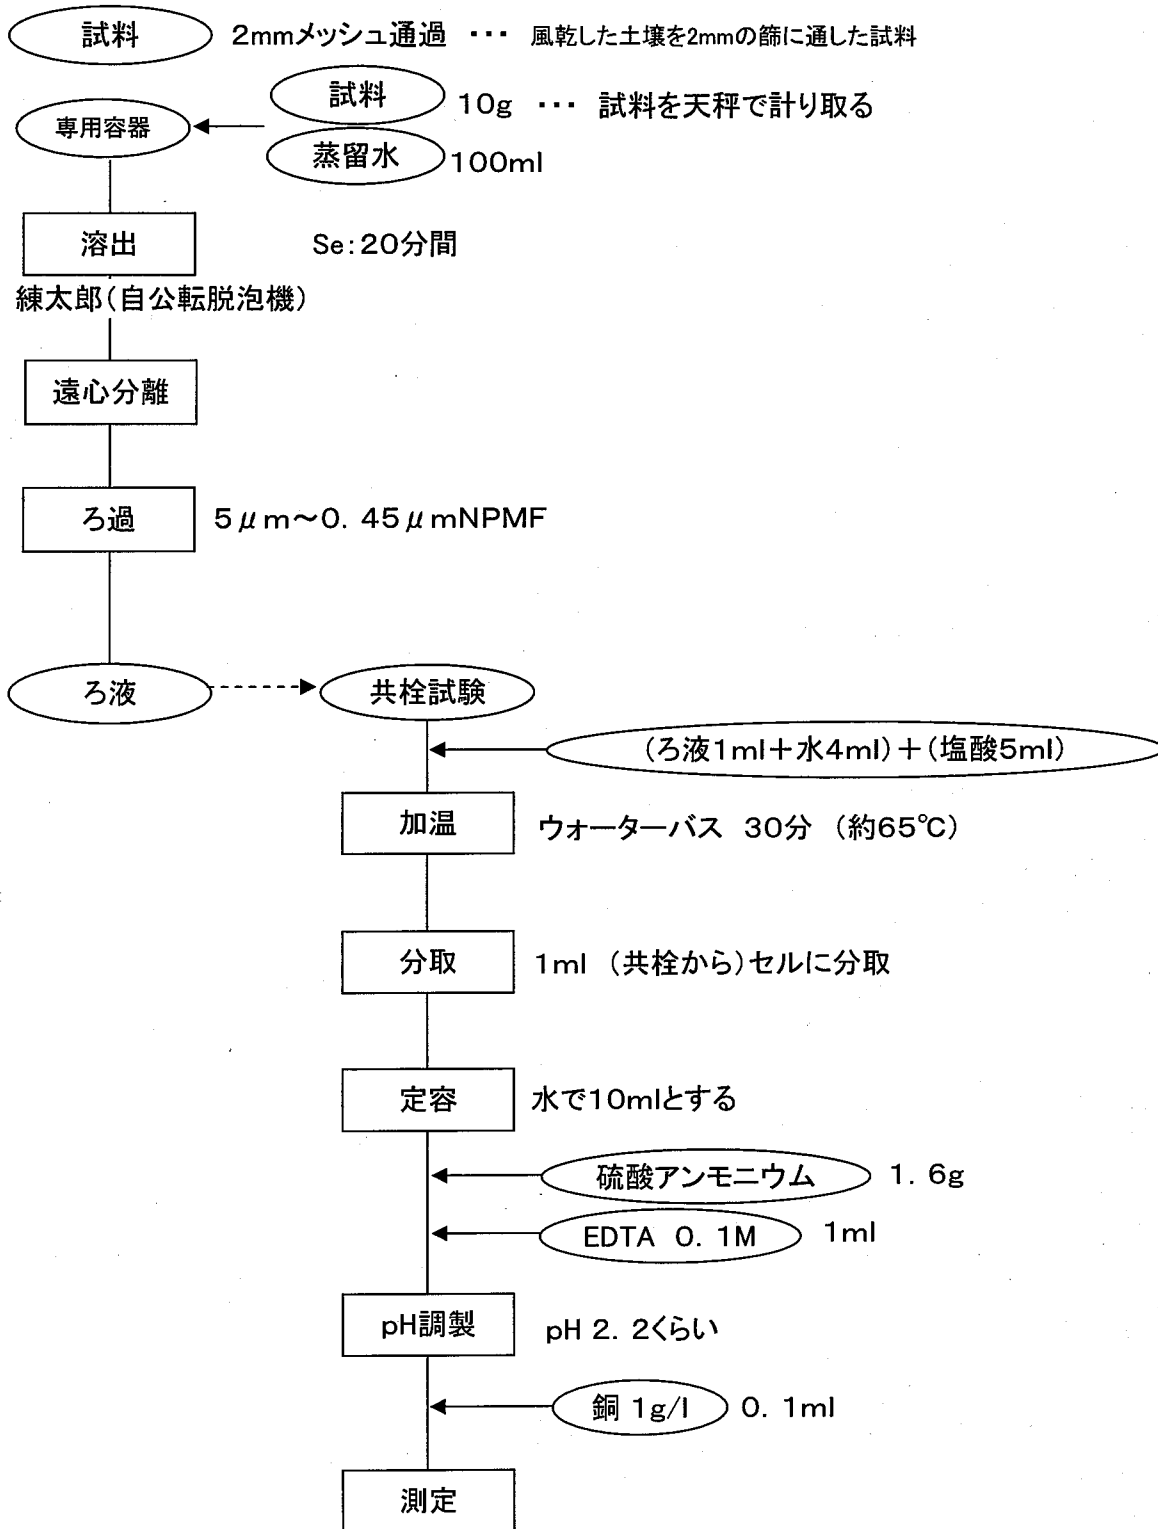 試料 2mmメッシュ通過 ・・・ 風乾した土壌を2mmの篩に通した試料
試料 10g ・・・ 試料を天秤で計り取る
専用容器
蒸留水 100ml
溶出 Se:20分間
練太郎(自公転脱泡機)
遠心分離
ろ過 5μm～0.45μmNPMF
ろ液 共栓試験
(ろ液1ml+水4ml)+(塩酸5ml)
加温 ウォーターバス 30分 (約65℃)
分取 1ml (共栓から)セルに分取
定容 水で10mlとする
硫酸アンモニウム 1.6g
EDTA 0.1M 1ml
pH調製 pH 2.2くらい
銅 1g/l 0.1ml
測定